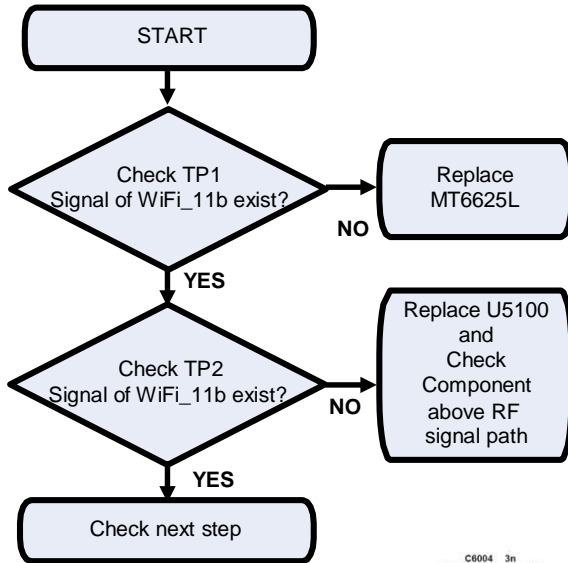 START
Check TP1
Signal of WiFi_11b exist?
NO
Replace
MT6625L
YES
Check TP2
Signal of WiFi_11b exist?
NO
Replace U5100
and
Check
Component
above RF
signal path
YES
Check next step
C6004 3n